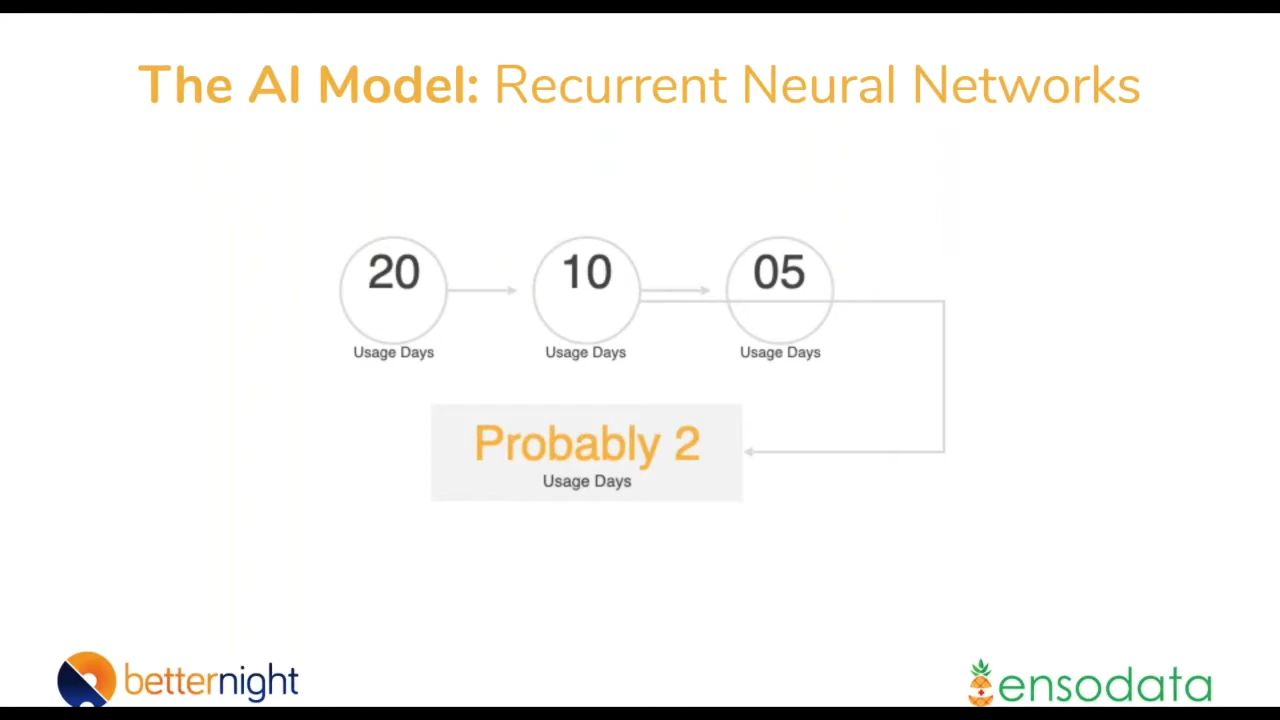 The AI Model: Recurrent Neural Networks
20
10
05
Usage Days
Usage Days
Usage Days
Probably 2
Usage Days
betternight
ensodata